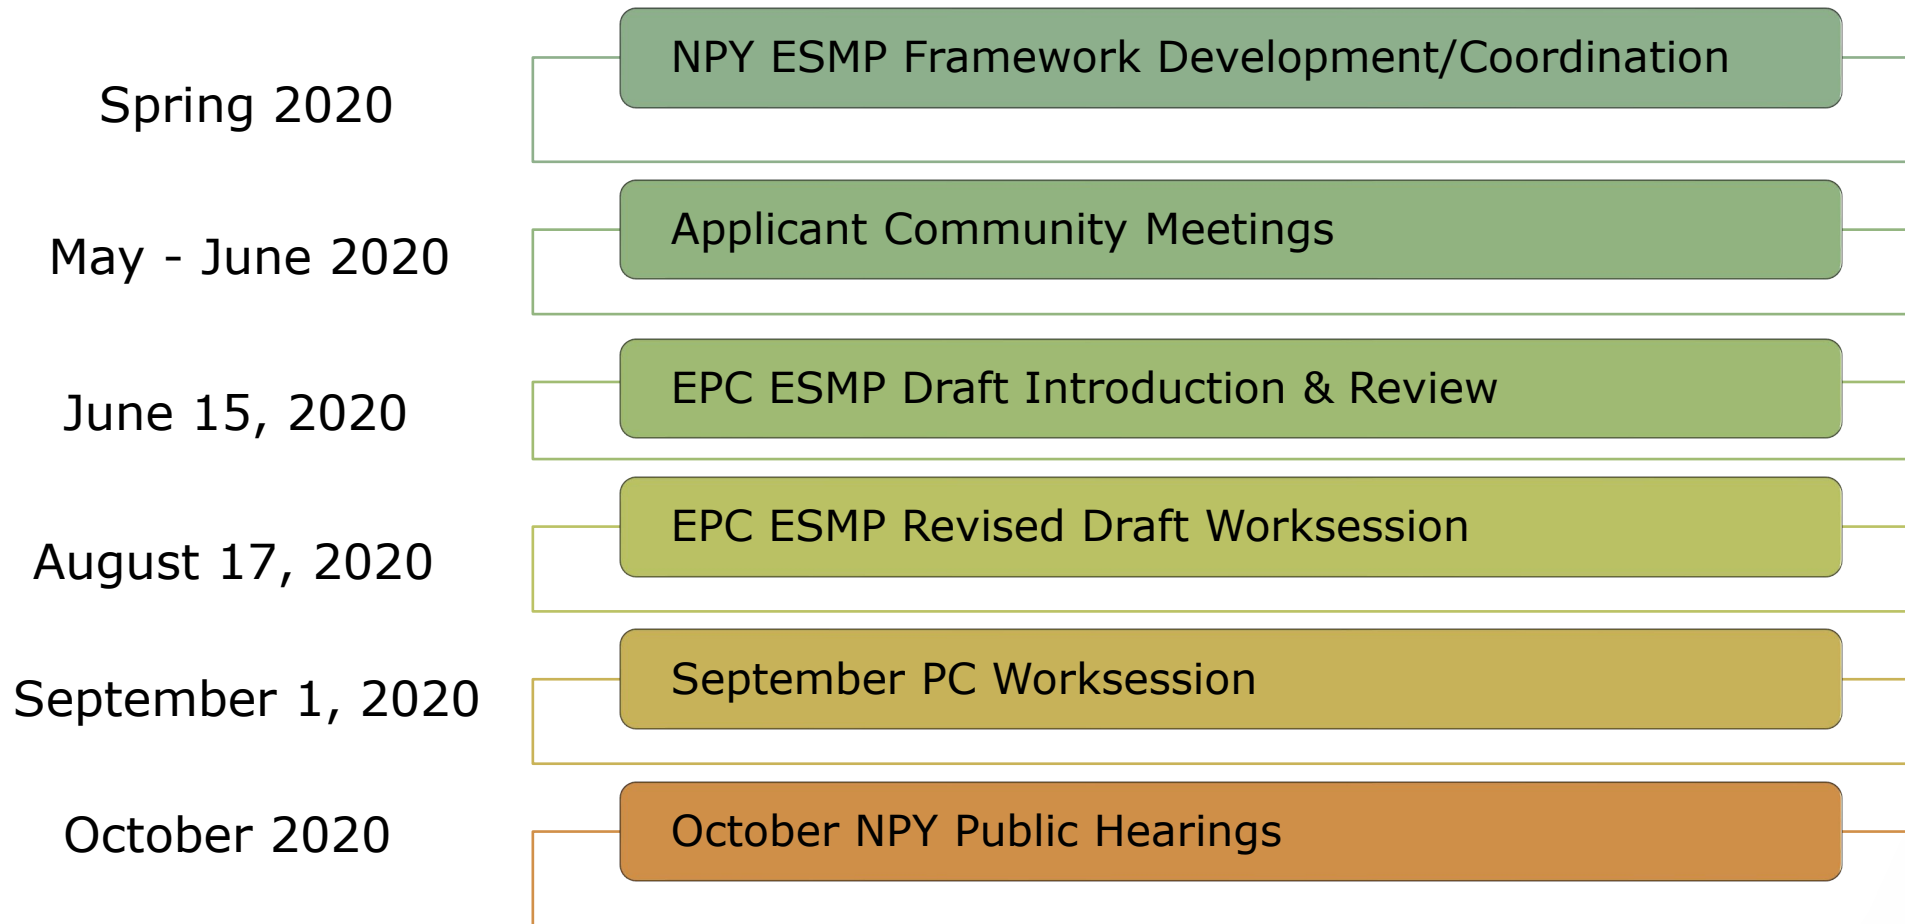 Spring 2020
NPY ESMP Framework Development/Coordination
May - June 2020
Applicant Community Meetings
June 15, 2020
EPC ESMP Draft Introduction & Review
August 17, 2020
EPC ESMP Revised Draft Worksession
September 1, 2020
September PC Worksession
October 2020
October NPY Public Hearings